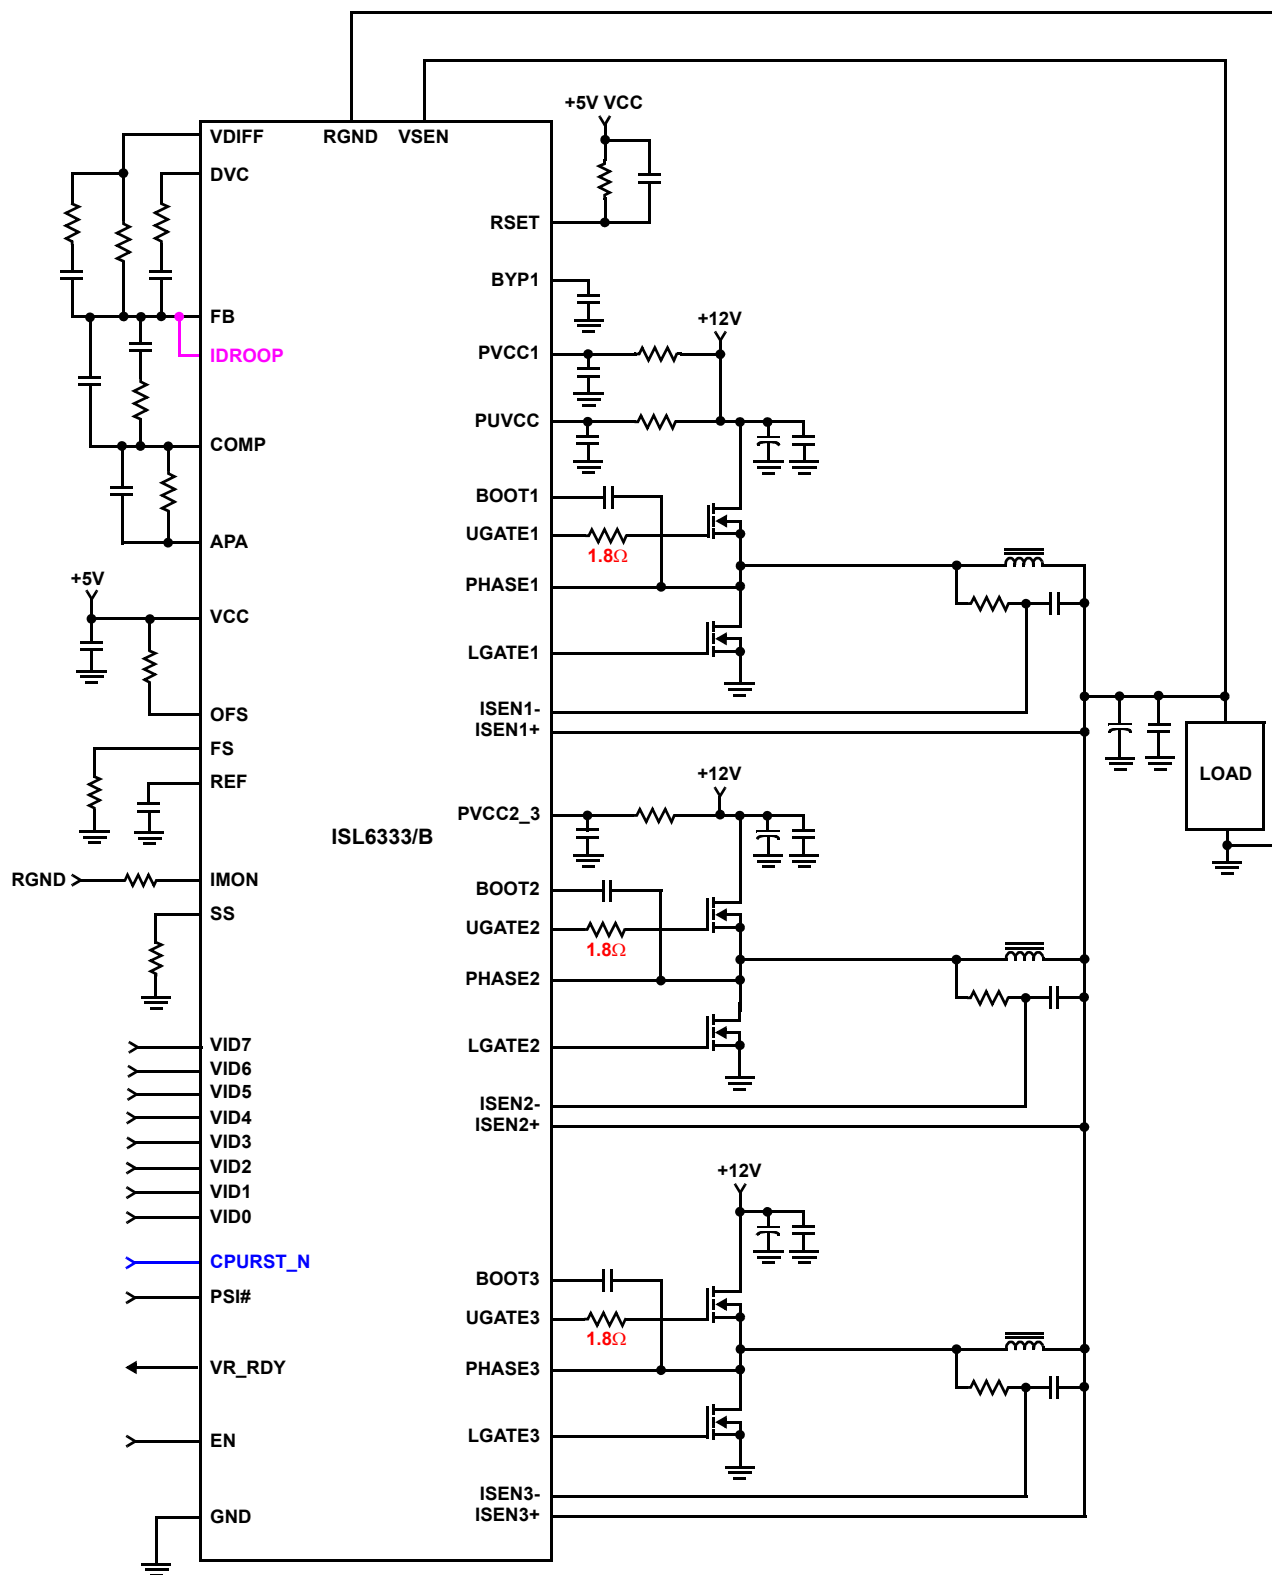 +5V VCC
VDIFF
RGND
VSEN
DVC
RSET
BYP1
FB
+12V
IDROOP
PVCC1
PUVCC
COMP
BOOT1
UGATE1
1.8Ω
APA
+5V
PHASE1
VCC
LGATE1
OFS
ISEN1-
ISEN1+
FS
REF
LOAD
+12V
PVCC2_3
ISL6333/B
RGND
IMON
BOOT2
SS
UGATE2
1.8Ω
PHASE2
VID7
LGATE2
VID6
VID5
VID4
ISEN2-
ISEN2+
VID3
VID2
+12V
VID1
VID0
CPURST_N
BOOT3
PSI#
UGATE3
1.8Ω
VR_RDY
PHASE3
EN
LGATE3
ISEN3-
ISEN3+
GND